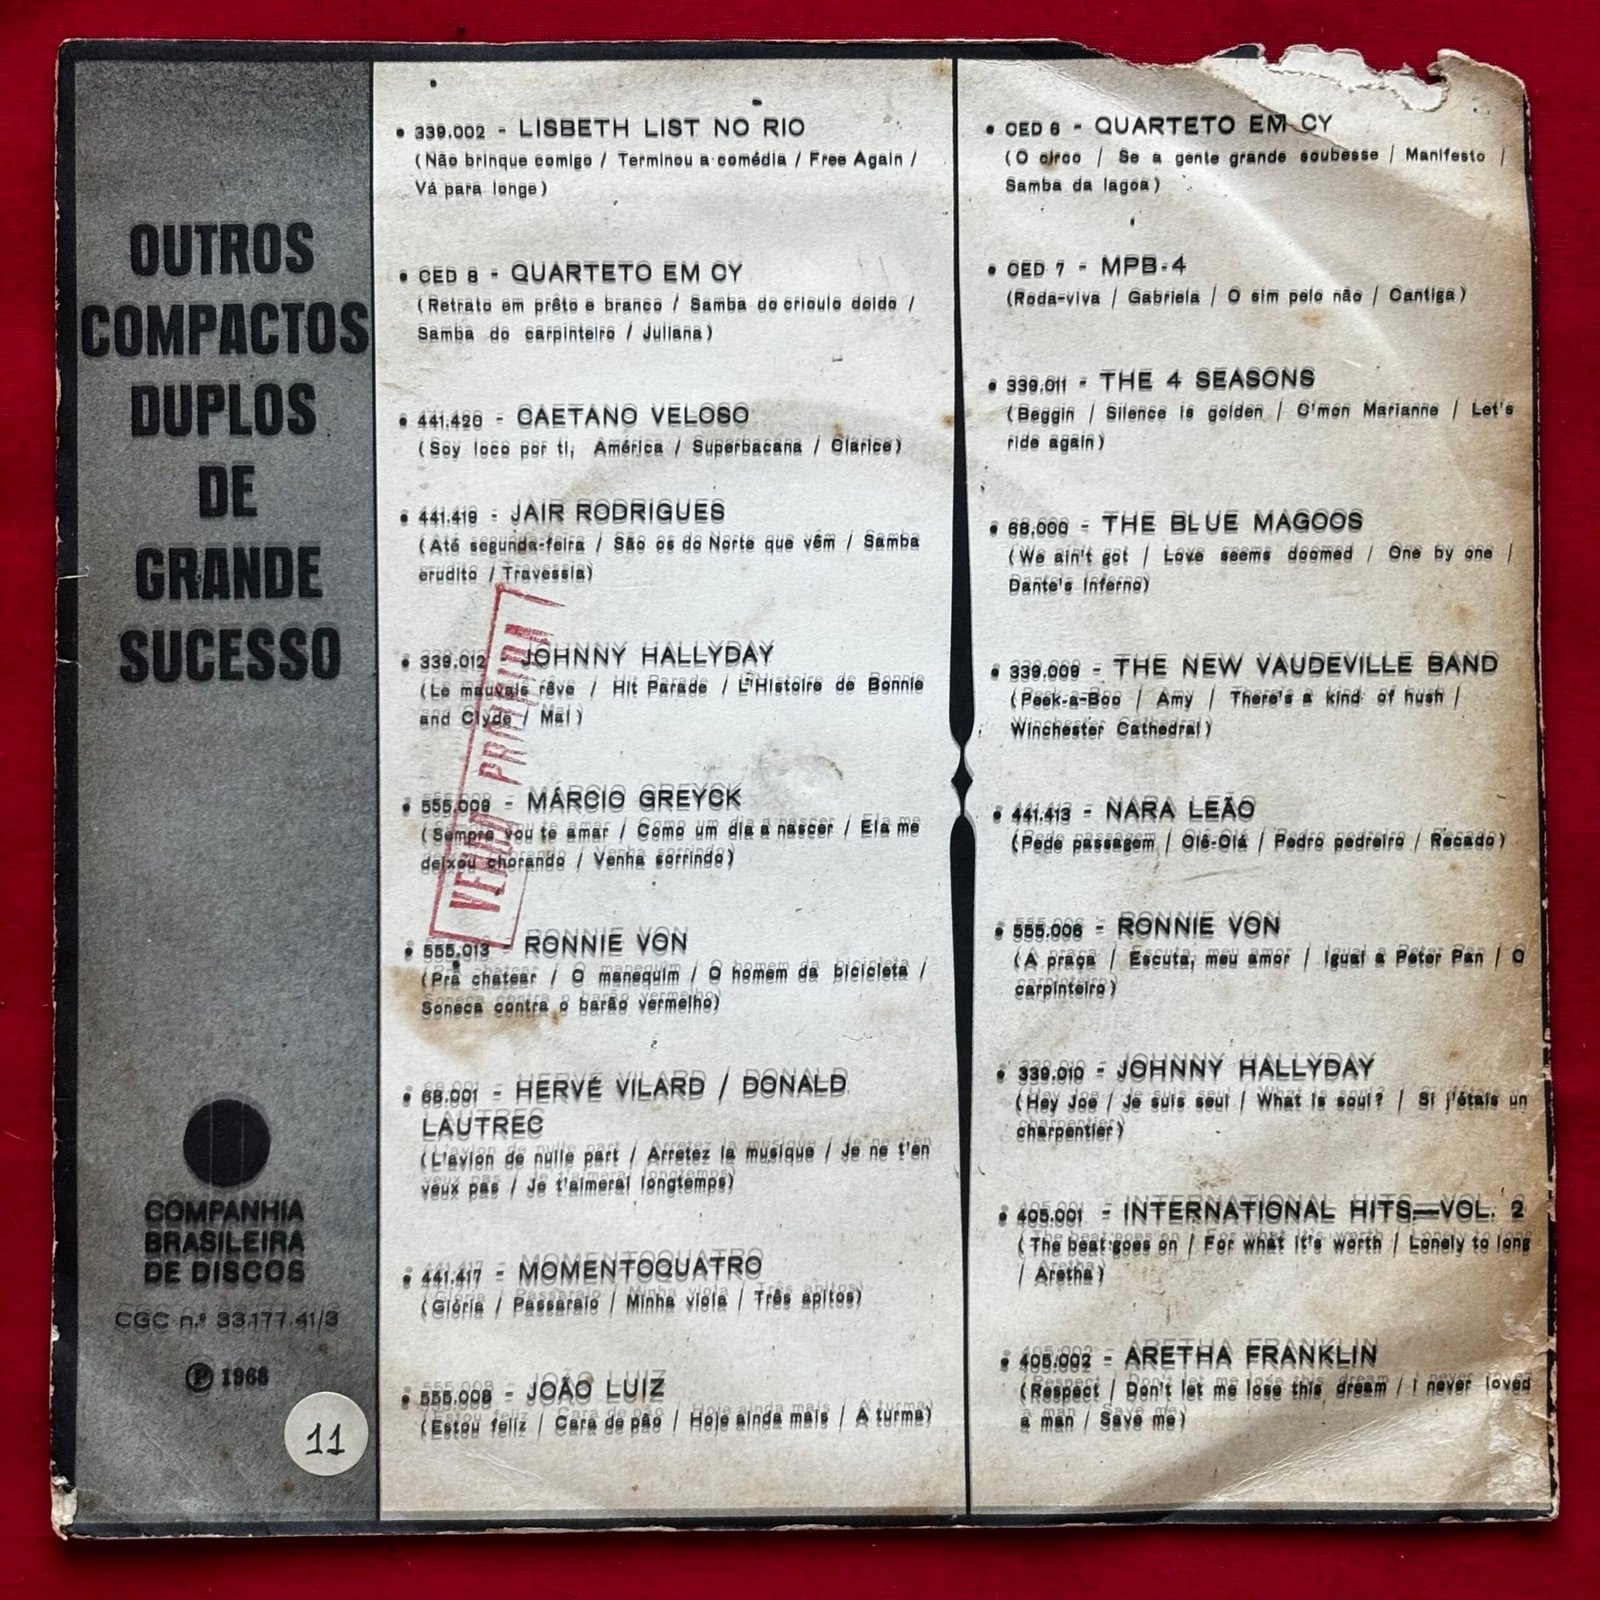 OUTROS
COMPACTOS
DUPLOS
DE
GRANDE
SUCESSO
COMPANHIA
BRASILEIRA
DE DISCOS
CGC n.º 33.177.41/3
℗ 1968
11
• 339.002 - LISBETH LIST NO RIO
(Não brinque comigo / Terminou a comédia / Free Again /
Vá para longe)
• CED 8 - QUARTETO EM CY
(Retrato em prêto e branco / Samba do crioulo doido /
Samba do carpinteiro / Juliana)
• 441.420 - CAETANO VELOSO
(Soy loco por ti, América / Superbacana / Clarice)
• 441.419 - JAIR RODRIGUES
(Até segunda-feira / São os do Norte que vêm / Samba
erudito / Travessia)
• 339.012 - JOHNNY HALLYDAY
(Le mauvais rêve / Hit Parade / L'Histoire de Bonnie
and Clyde / Mal)
• 555.009 - MÁRCIO GREYCK
(Sempre vou te amar / Como um dia a nascer / Ela me
deixou chorando / Venha sorrindo)
• 555.013 - RONNIE VON
(Pra chatear / O manequim / O homem da bicicleta /
Soneca contra o barão vermelho)
• 68.001 - HERVÉ VILARD / DONALD
LAUTREC
(L'avion de nulle part / Arretez la musique / Je ne t'en
veux pas / Je t'aimerai longtemps)
• 441.417 - MOMENTOQUATRO
(Glória / Passaraio / Minha viola / Três apitos)
• 555.008 - JOÃO LUIZ
(Estou feliz / Cara de pão / Hoje ainda mais / A turma)
VENDA PROIBIDA
• CED 6 - QUARTETO EM CY
(O circo / Se a gente grande soubesse / Manifesto /
Samba da lagoa)
• CED 7 - MPB-4
(Roda-viva / Gabriela / O sim pelo não / Cantiga)
• 339.011 - THE 4 SEASONS
(Beggin / Silence is golden / C'mon Marianne / Let's
ride again)
• 68.000 - THE BLUE MAGOOS
(We ain't got / Love seems doomed / One by one /
Dante's Inferno)
• 339.009 - THE NEW VAUDEVILLE BAND
(Peek-a-Boo / Amy / There's a kind of hush /
Winchester Cathedral)
• 441.413 - NARA LEÃO
(Pede passagem / Olê-Olá / Pedro pedreiro / Recado)
• 555.006 - RONNIE VON
(A praça / Escuta, meu amor / Igual a Peter Pan / O
carpinteiro)
• 339.010 - JOHNNY HALLYDAY
(Hey Joe / Je suis seul / What is soul? / Si j'étais un
charpentier)
• 405.001 - INTERNATIONAL HITS—VOL. 2
(The beat goes on / For what it's worth / Lonely to long
/ Aretha)
• 405.002 - ARETHA FRANKLIN
(Respect / Don't let me lose this dream / I never loved
a man / Save me)